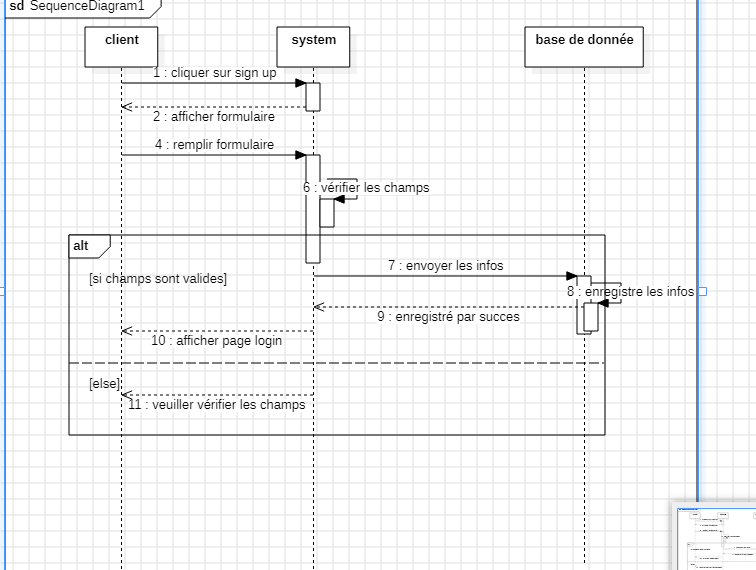 sd SequenceDiagram1
client
system
base de donnée
1 : cliquer sur sign up
2 : afficher formulaire
4 : remplir formulaire
6 : vérifier les champs
alt
7 : envoyer les infos
[si champs sont valides]
8 : enregistre les infos
9 : enregistré par succes
10 : afficher page login
[else]
11 : veuiller vérifier les champs